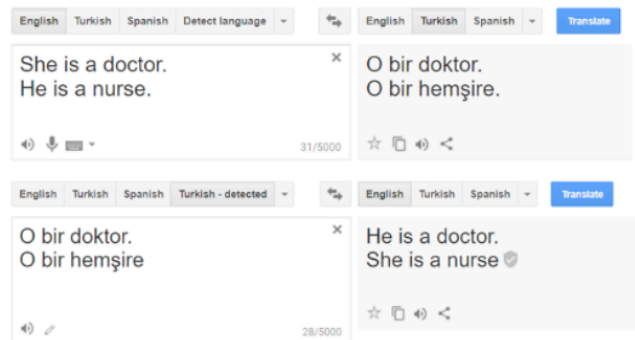 English Turkish Spanish Detect language English Turkish Spanish Translate
She is a doctor.
He is a nurse.
31/5000
O bir doktor.
O bir hemşire.
English Turkish Spanish Turkish - detected English Turkish Spanish Translate
O bir doktor.
O bir hemşire
28/5000
He is a doctor.
She is a nurse